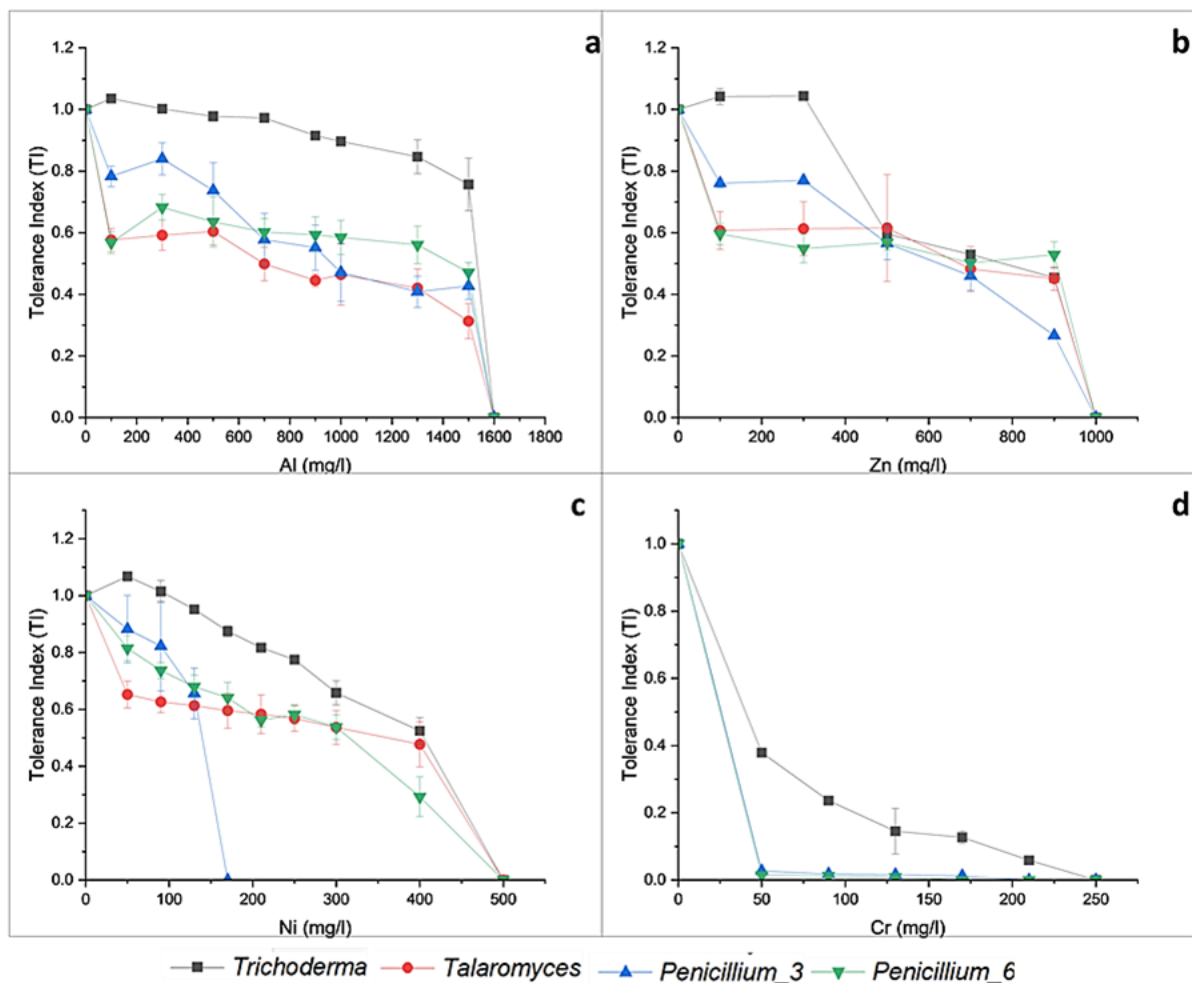 a
1.2
1.0
0.8
0.6
0.4
0.2
0.0
Tolerance Index (TI)
0 200 400 600 800 1000 1200 1400 1600 1800
Al (mg/l)
b
1.2
1.0
0.8
0.6
0.4
0.2
0.0
Tolerance Index (TI)
0 200 400 600 800 1000
Zn (mg/l)
c
1.2
1.0
0.8
0.6
0.4
0.2
0.0
Tolerance Index (TI)
0 100 200 300 400 500
Ni (mg/l)
d
1.0
0.8
0.6
0.4
0.2
0.0
Tolerance Index (TI)
0 50 100 150 200 250
Cr (mg/l)
Trichoderma Talaromyces Penicillium_3 Penicillium_6